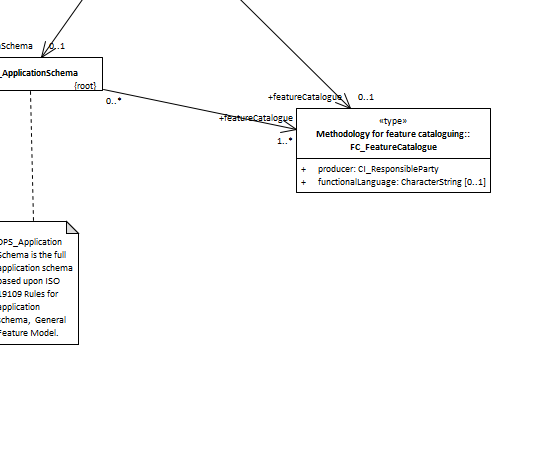 Schema
0..1
_ApplicationSchema
{root}
0..*
+featureCatalogue
0..1
+featureCatalogue
1..*
«type»
Methodology for feature cataloguing::
FC_FeatureCatalogue
+ producer: CI_ResponsibleParty
+ functionalLanguage: CharacterString [0..1]
DPS_Application
Schema is the full
application schema
based upon ISO
19109 Rules for
application
schema, General
Feature Model.